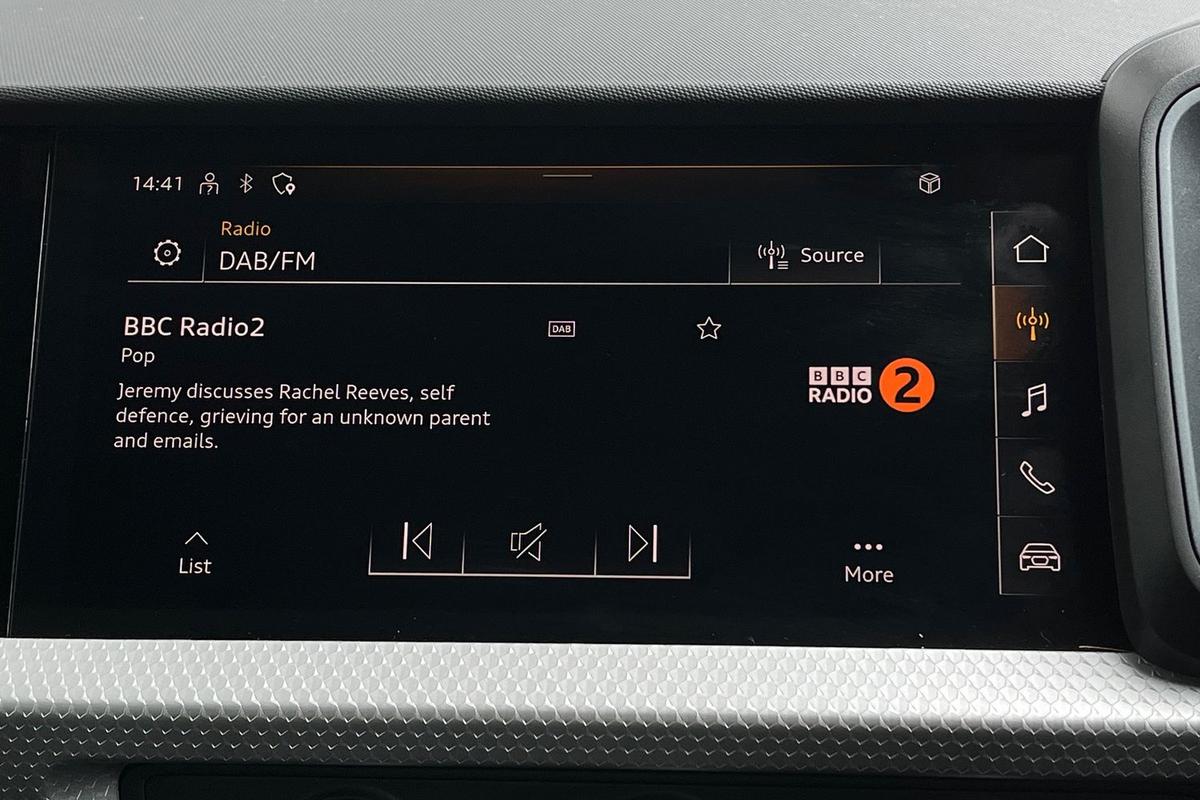 14:41
Radio
DAB/FM
Source
BBC Radio2
DAB
Pop
Jeremy discusses Rachel Reeves, self
defence, grieving for an unknown parent
and emails.
BBC
RADIO 2
List
More